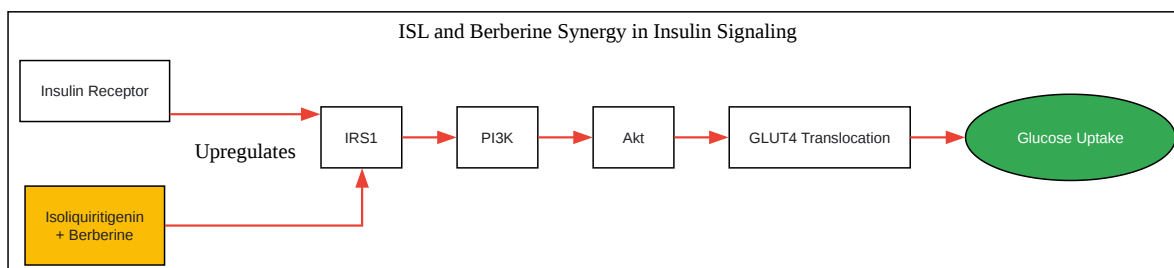 ISL and Berberine Synergy in Insulin Signaling
Insulin Receptor
IRS1
PI3K
Akt
GLUT4 Translocation
Glucose Uptake
Upregulates
Isoliquiritigenin
+ Berberine